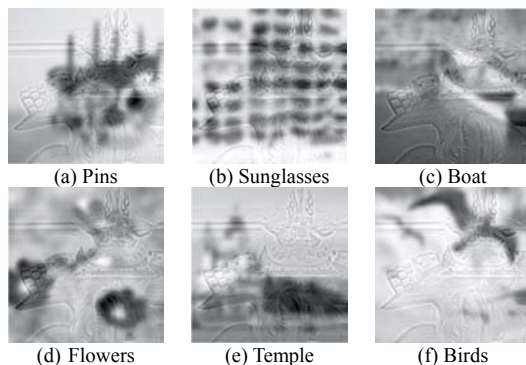 (a) Pins
(b) Sunglasses
(c) Boat
(d) Flowers
(e) Temple
(f) Birds